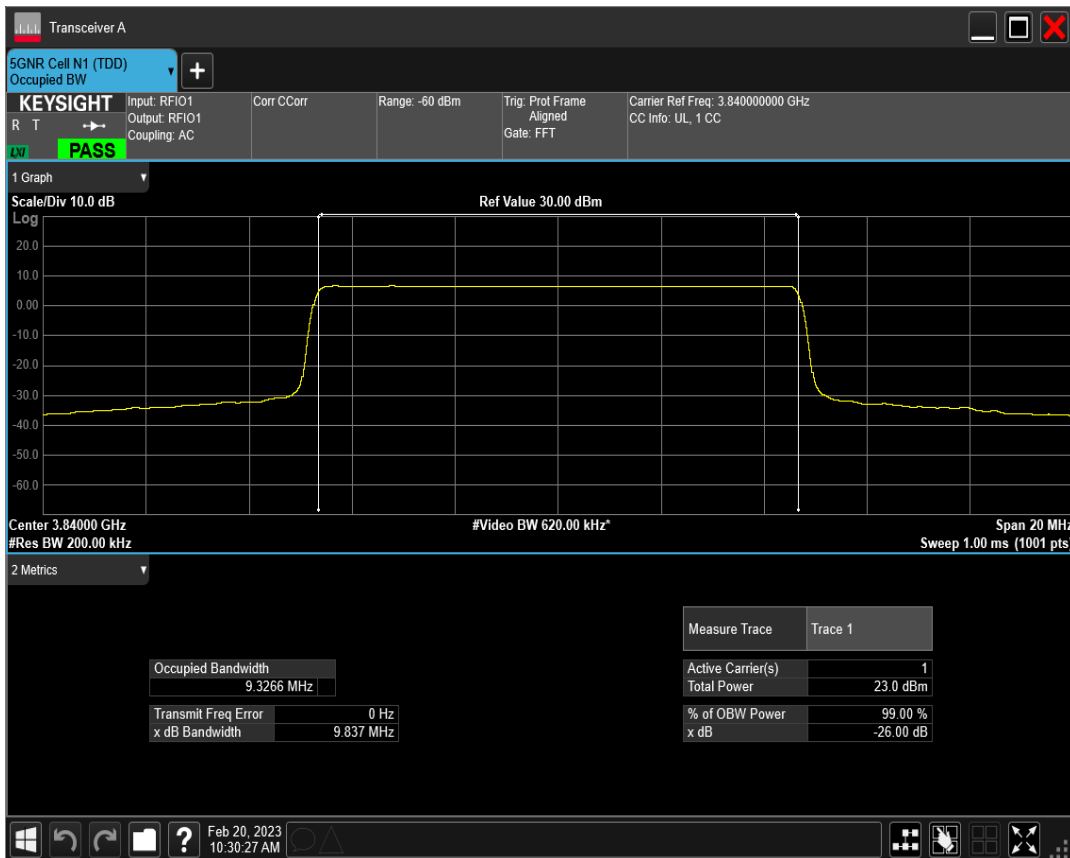 Transceiver A
5GNR Cell N1 (TDD)
Occupied BW
KEYSIGHT
R T
LXI
PASS
Input: RFIO1
Output: RFIO1
Coupling: AC
Corr CCorr
Range: -60 dBm
Trig: Prot Frame
Aligned
Gate: FFT
Carrier Ref Freq: 3.840000000 GHz
CC Info: UL, 1 CC
1 Graph
Scale/Div 10.0 dB
Ref Value 30.00 dBm
Log
20.0
10.0
0.00
-10.0
-20.0
-30.0
-40.0
-50.0
-60.0
Center 3.84000 GHz
#Video BW 620.00 kHz*
Span 20 MHz
#Res BW 200.00 kHz
Sweep 1.00 ms (1001 pts)
2 Metrics
Measure Trace Trace 1
Occupied Bandwidth
9.3266 MHz
Active Carrier(s) 1
Total Power 23.0 dBm
Transmit Freq Error 0 Hz
x dB Bandwidth 9.837 MHz
% of OBW Power 99.00 %
x dB -26.00 dB
?
Feb 20, 2023
10:30:27 AM